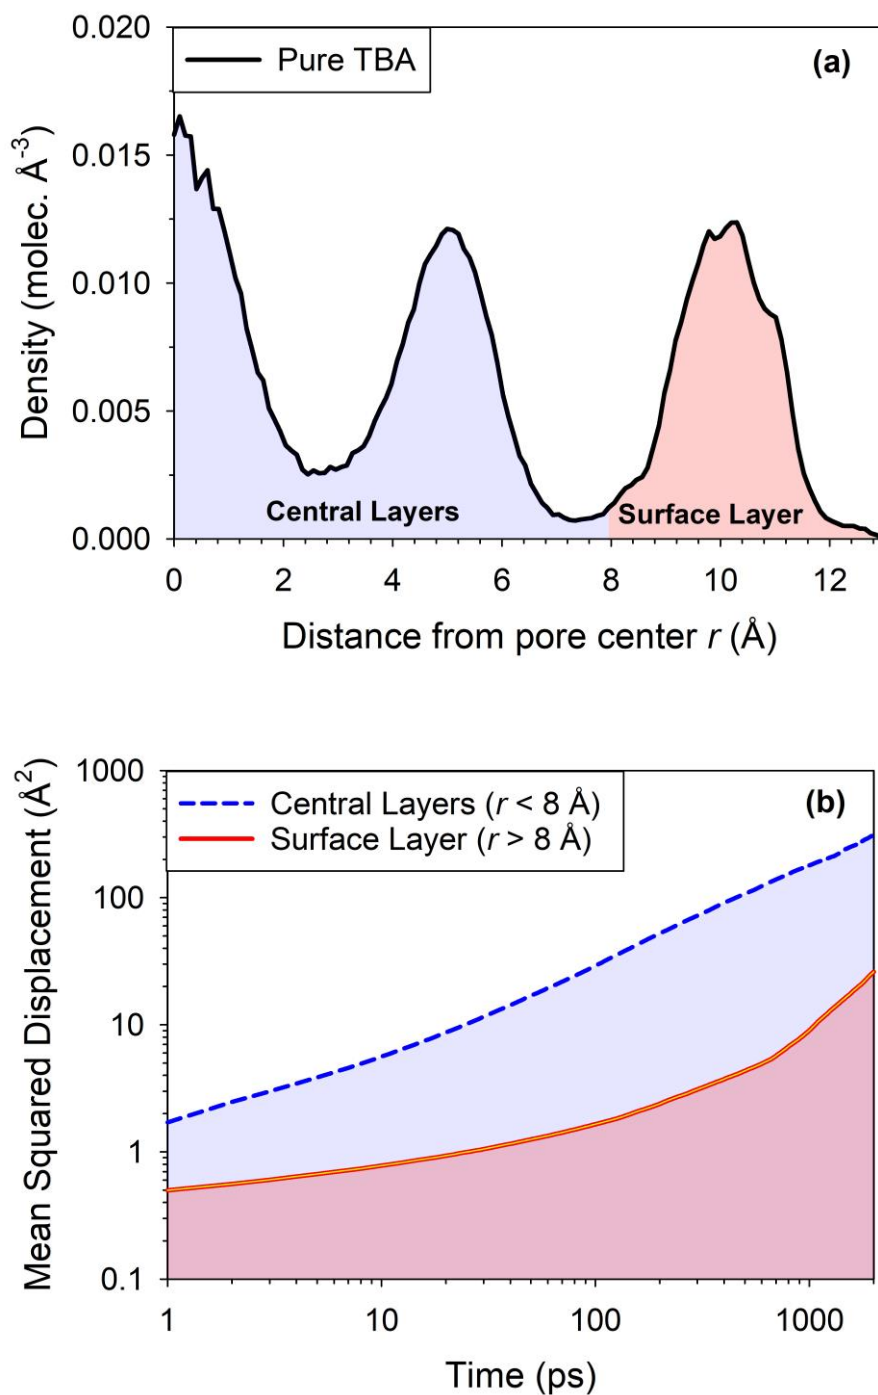 0.020
Pure TBA
(a)
0.015
0.010
0.005
0.000
Density (molec. Å⁻³)
Central Layers
Surface Layer
0 2 4 6 8 10 12
Distance from pore center r (Å)
1000
Central Layers (r < 8 Å)
(b)
Surface Layer (r > 8 Å)
100
10
1
0.1
Mean Squared Displacement (Å²)
1 10 100 1000
Time (ps)